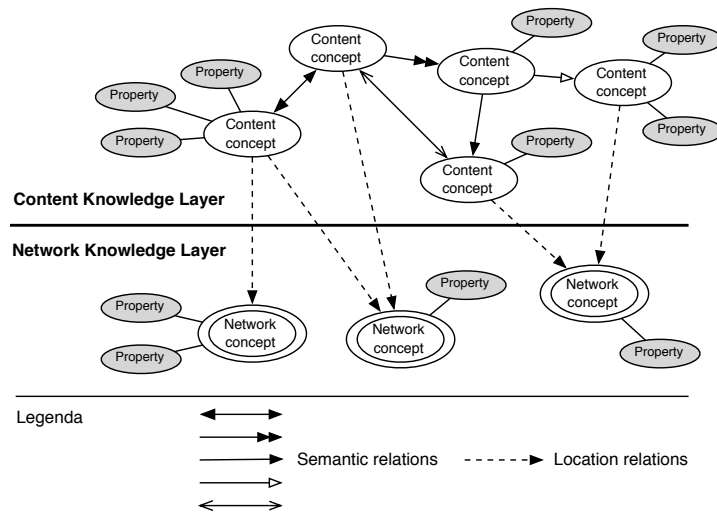 Property
Content
concept
Property
Content
concept
Property
Content
concept
Property
Property
Content
concept
Property
Property
Property
Content
concept
Property
Content Knowledge Layer
Network Knowledge Layer
Property
Network
concept
Property
Property
Network
concept
Network
concept
Property
Legenda
Semantic relations
Location relations